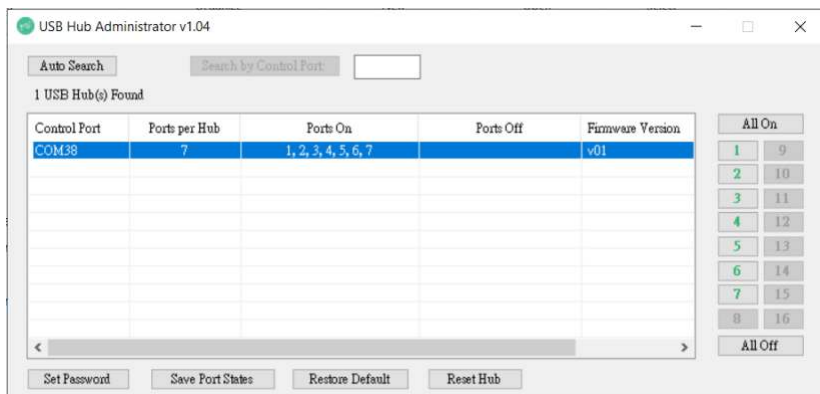 USB Hub Administrator v1.04
Auto Search Search by Control Port:
1 USB Hub(s) Found
Control Port Ports per Hub Ports On Ports Off Firmware Version
COM38 7 1, 2, 3, 4, 5, 6, 7 v01
All On
1 9
2 10
3 11
4 12
5 13
6 14
7 15
8 16
All Off
Set Password Save Port States Restore Default Reset Hub